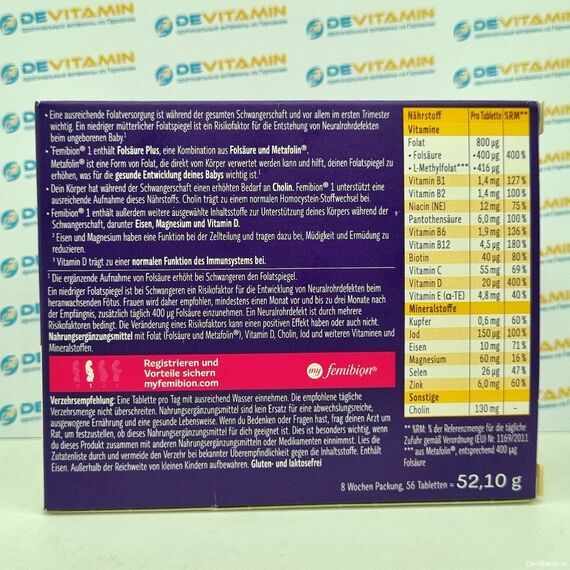 DEVITAMIN
DEVITAMIN
DEVITAMIN
DEVITAMIN
DEVITAMIN
DEVITAMIN
• Eine ausreichende Folatversorgung ist während der gesamten Schwangerschaft und vor allem im ersten Trimester
wichtig. Ein niedriger mütterlicher Folatspiegel ist ein Risikofaktor für die Entstehung von Neuralrohrdefekten
beim ungeborenen Baby.¹
• Femibion® 1 enthält Folsäure Plus, eine Kombination aus Folsäure und Metafolin®.
Metafolin® ist eine Form von Folat, die direkt vom Körper verwertet werden kann und hilft, deinen Folatspiegel zu
erhöhen, was für die gesunde Entwicklung deines Babys wichtig ist.¹
• Dein Körper hat während der Schwangerschaft einen erhöhten Bedarf an Cholin. Femibion® 1 unterstützt eine
ausreichende Aufnahme dieses Nährstoffs. Cholin trägt zu einem normalen Homocystein-Stoffwechsel bei.
• Femibion® 1 enthält außerdem weitere ausgewählte Inhaltsstoffe zur Unterstützung deines Körpers während der
Schwangerschaft, darunter Eisen, Magnesium und Vitamin D.
² Eisen und Magnesium haben eine Funktion bei der Zellteilung und tragen dazu bei, Müdigkeit und Ermüdung zu
reduzieren.
³ Vitamin D trägt zu einer normalen Funktion des Immunsystems bei.
¹ Die ergänzende Aufnahme von Folsäure erhöht bei Schwangeren den Folatspiegel.
Ein niedriger Folatspiegel ist bei Schwangeren ein Risikofaktor für die Entwicklung von Neuralrohrdefekten beim
heranwachsenden Fötus. Frauen wird daher empfohlen, mindestens einen Monat vor und bis zu drei Monate nach
der Empfängnis, zusätzlich täglich 400 µg Folsäure einzunehmen. Ein Neuralrohrdefekt ist durch mehrere
Risikofaktoren bedingt. Die Veränderung eines Risikofaktors kann einen positiven Effekt haben oder auch nicht.
Nahrungsergänzungsmittel mit Folat (Folsäure und Metafolin®), Vitamin D, Cholin, Jod und weiteren Vitaminen und
Mineralstoffen.
Registrieren und
Vorteile sichern
myfemibion.com
my femibion®
Verzehrsempfehlung: Eine Tablette pro Tag mit ausreichend Wasser einnehmen. Die empfohlene tägliche
Verzehrsmenge nicht überschreiten. Nahrungsergänzungsmittel sind kein Ersatz für eine abwechslungsreiche,
ausgewogene Ernährung und eine gesunde Lebensweise. Wenn du Bedenken oder Fragen hast, frag deinen Arzt um
Rat, um festzustellen, ob dieses Nahrungsergänzungsmittel für dich geeignet ist. Dies ist besonders wichtig, wenn
du dieses Produkt zusammen mit anderen Nahrungsergänzungsmitteln oder Medikamenten einnimmst. Lies die
Zutatenliste durch und vermeide den Verzehr bei bekannter Überempfindlichkeit gegen die Inhaltsstoffe. Enthält
Eisen. Außerhalb der Reichweite von kleinen Kindern aufbewahren. Gluten- und laktosefrei
8 Wochen Packung, 56 Tabletten = 52,10 g
Nährstoff Pro Tablette %RM**
Vitamine
Folat 800 µg
• Folsäure •400 µg 400%
• L-Methylfolat*** •416 µg
Vitamin B1 1,4 mg 127%
Vitamin B2 1,4 mg 100%
Niacin (NE) 12 mg 75%
Pantothensäure 6,0 mg 100%
Vitamin B6 1,9 mg 136%
Vitamin B12 4,5 µg 180%
Biotin 40 µg 80%
Vitamin C 55 mg 69%
Vitamin D 20 µg 400%
Vitamin E (α-TE) 4,8 mg 40%
Mineralstoffe
Kupfer 0,6 mg 60%
Jod 150 µg 100%
Eisen 10 mg 71%
Magnesium 60 mg 16%
Selen 26 µg 47%
Zink 6,0 mg 60%
Sonstige
Cholin 130 mg –
** %RM: % der Referenzmenge für die tägliche
Zufuhr gemäß Verordnung (EU) Nr. 1169/2011
*** aus Metafolin®, entsprechend 400 µg
Folsäure
De-Vitamin.ru